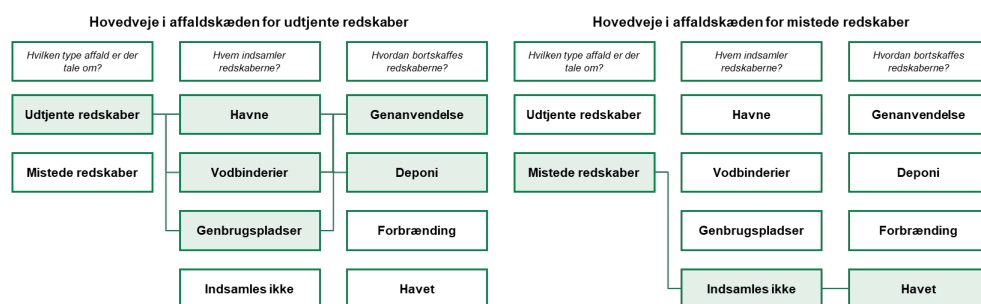 Hovedveje i affaldskæden for udtjente redskaber
Hvilken type affald er der
tale om?
Hvem indsamler
redskaberne?
Hvordan bortskaffes
redskaberne?
Udtjente redskaber
Havne
Genanvendelse
Mistede redskaber
Vodbinderier
Deponi
Genbrugspladser
Forbrænding
Indsamles ikke
Havet
Hovedveje i affaldskæden for mistede redskaber
Hvilken type affald er der
tale om?
Hvem indsamler
redskaberne?
Hvordan bortskaffes
redskaberne?
Udtjente redskaber
Havne
Genanvendelse
Mistede redskaber
Vodbinderier
Deponi
Genbrugspladser
Forbrænding
Indsamles ikke
Havet